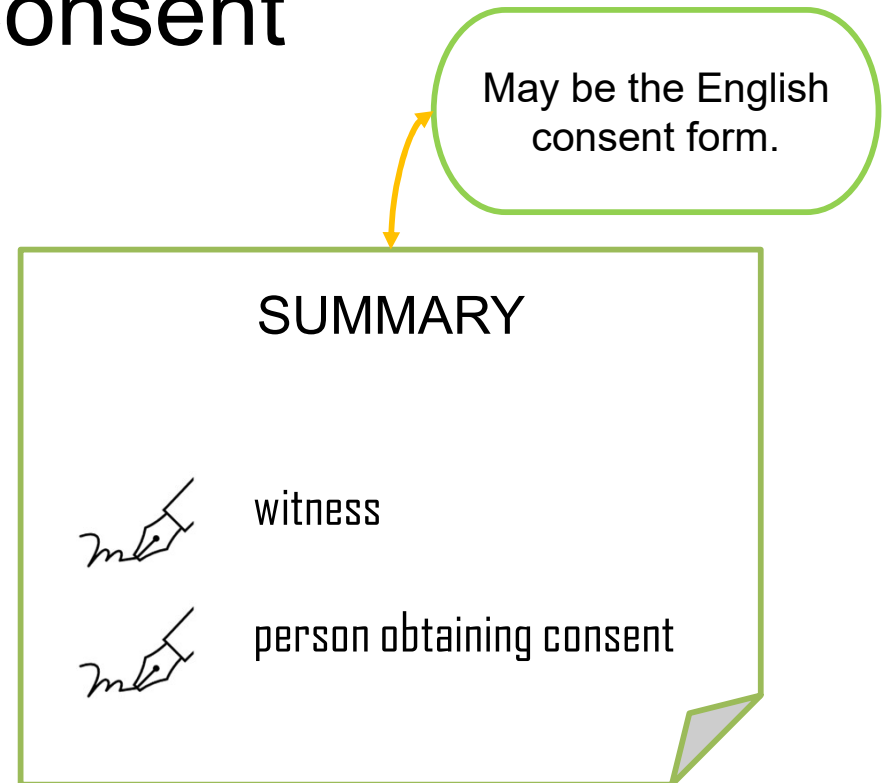 onsent
May be the English
consent form.
SUMMARY
witness
person obtaining consent